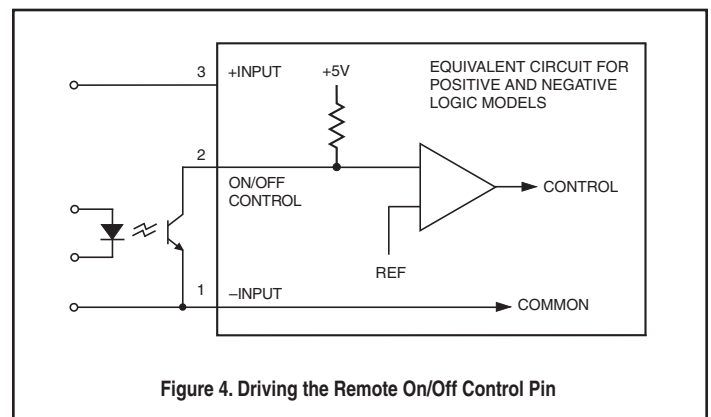 3
+INPUT
+5V
EQUIVALENT CIRCUIT FOR
POSITIVE AND NEGATIVE
LOGIC MODELS
2
ON/OFF
CONTROL
CONTROL
REF
1
–INPUT
COMMON
Figure 4. Driving the Remote On/Off Control Pin